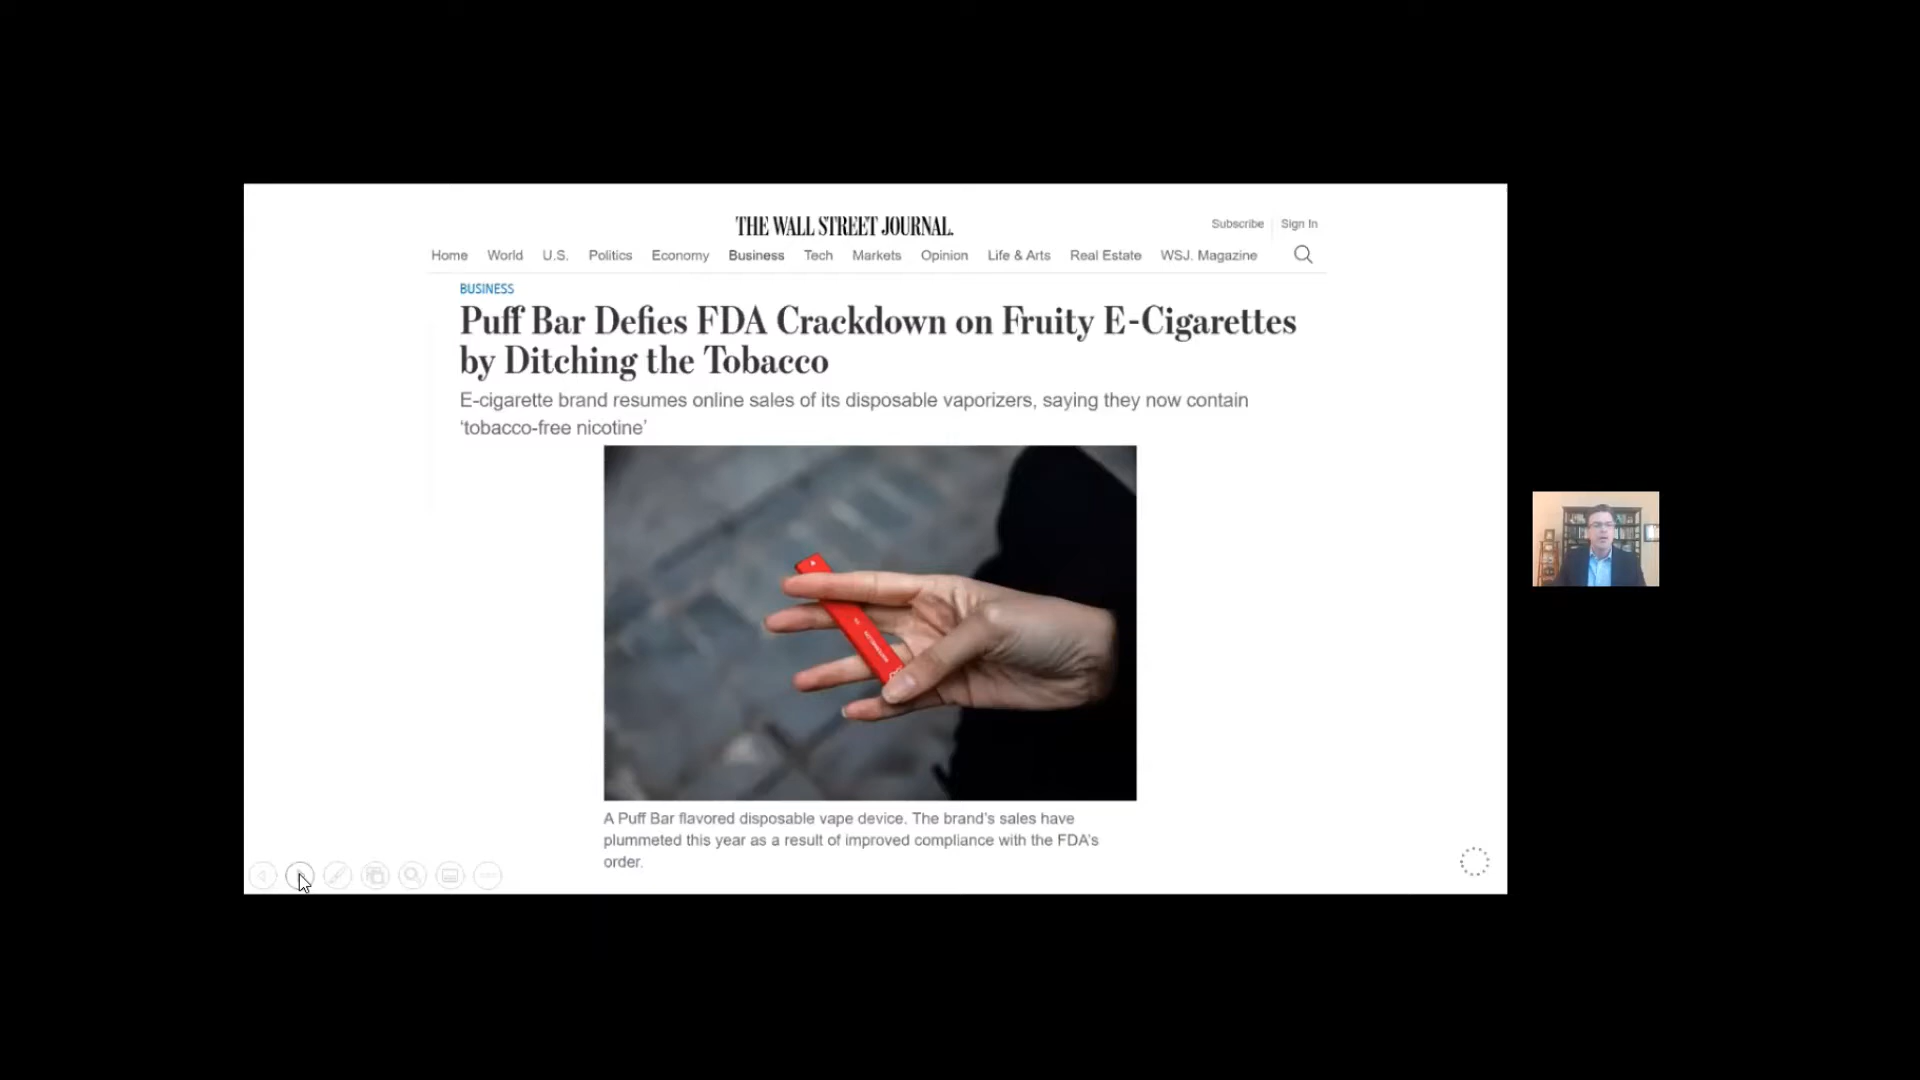 THE WALL STREET JOURNAL.
Subscribe Sign In
Home World U.S. Politics Economy Business Tech Markets Opinion Life & Arts Real Estate WSJ. Magazine
BUSINESS
Puff Bar Defies FDA Crackdown on Fruity E-Cigarettes
by Ditching the Tobacco
E-cigarette brand resumes online sales of its disposable vaporizers, saying they now contain
‘tobacco-free nicotine’
A Puff Bar flavored disposable vape device. The brand’s sales have
plummeted this year as a result of improved compliance with the FDA’s
order.